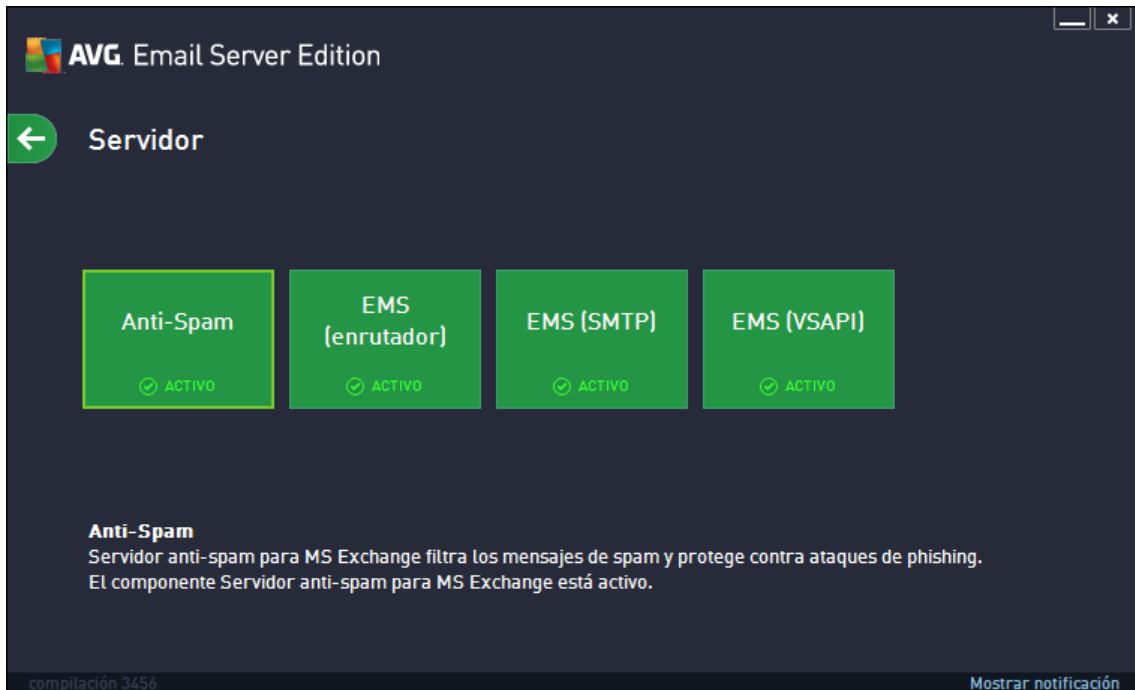 AVG. Email Server Edition
Servidor
Anti-Spam
ACTIVO
EMS
(enrutador)
ACTIVO
EMS (SMTP)
ACTIVO
EMS (VSAPI)
ACTIVO
Anti-Spam
Servidor anti-spam para MS Exchange filtra los mensajes de spam y protege contra ataques de phishing.
El componente Servidor anti-spam para MS Exchange está activo.
compilación 3456
Mostrar notificación